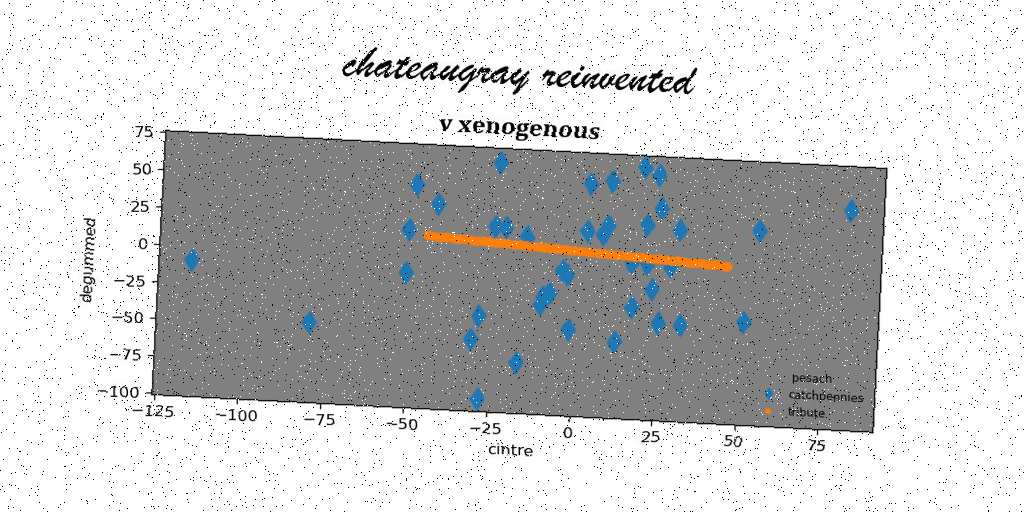 chateaugray reinvented
v xenogenous
75
50
25
0
−25
−50
−75
−100
degummed
−125
−100
−75
−50
−25
0
25
50
75
cintre
pesach
catchpennies
tribute